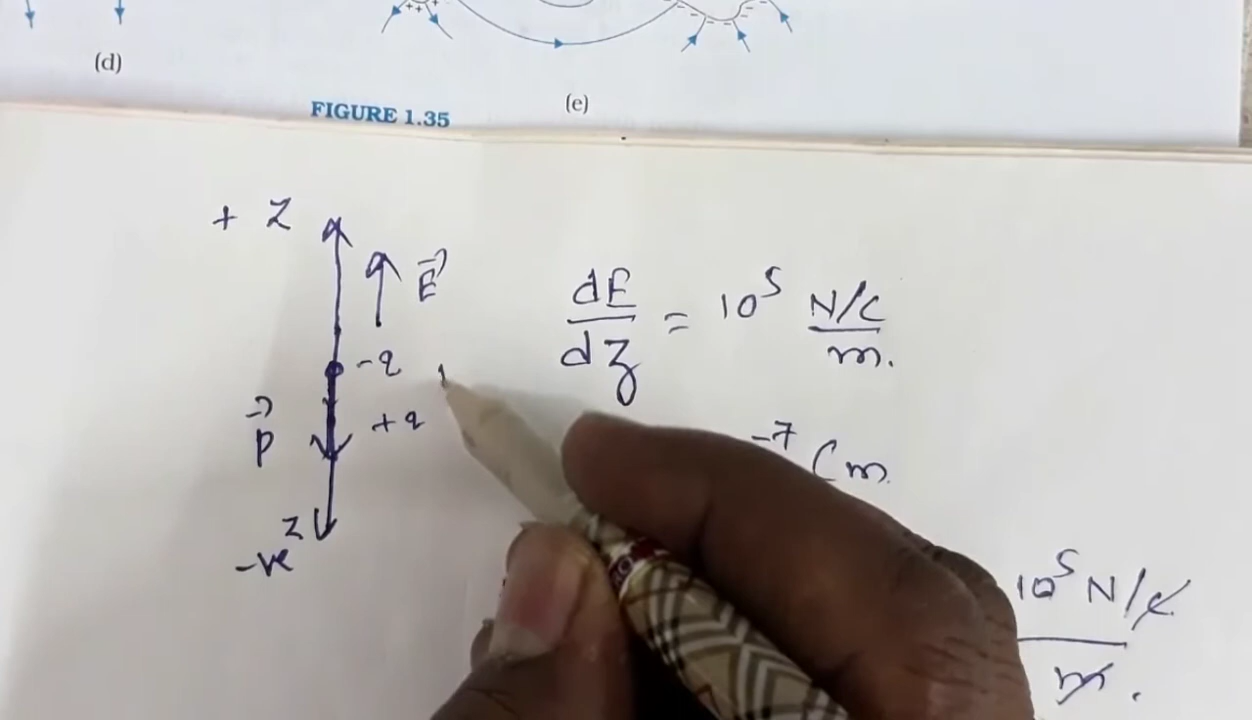 (d)
(e)
FIGURE 1.35
+ Z
E
dE/dz = 10^5 N/C/m.
-q
+q
p
-7 Cm
Z
-ve
10^5 N/C
m.